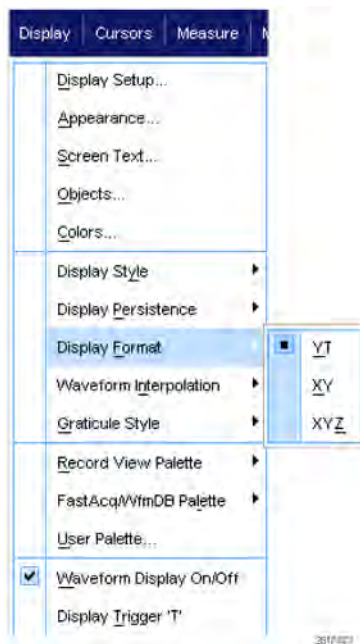 Display Cursors Measure
Display Setup...
Appearance...
Screen Text...
Objects...
Colors...
Display Style
Display Persistence
Display Format
YT
Waveform Interpolation
XY
Graticule Style
XYZ
Record View Palette
FastAcq/WfmDB Palette
User Palette...
Waveform Display On/Off
Display Trigger 'T'